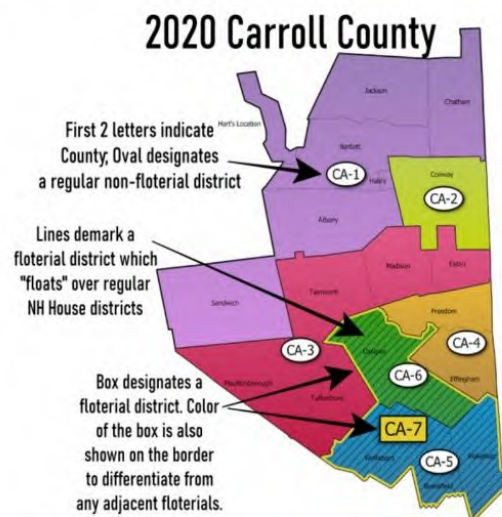 2020 Carroll County
Jackson
Chatham
Hart's Location
First 2 letters indicate
County; Oval designates
a regular non-floterial district
Bartlett
CA-1
Hale's
Conway
CA-2
Albany
Lines demark a
floterial district which
"floats" over regular
NH House districts
Madison
Eaton
Tamworth
Sandwich
Freedom
CA-4
CA-3
Ossipee
CA-6
Effingham
Moultonborough
Tuftonboro
Box designates a
floterial district. Color
of the box is also
shown on the border
to differentiate from
any adjacent floterials.
CA-7
Wolfeboro
CA-5
Wakefield
Brookfield